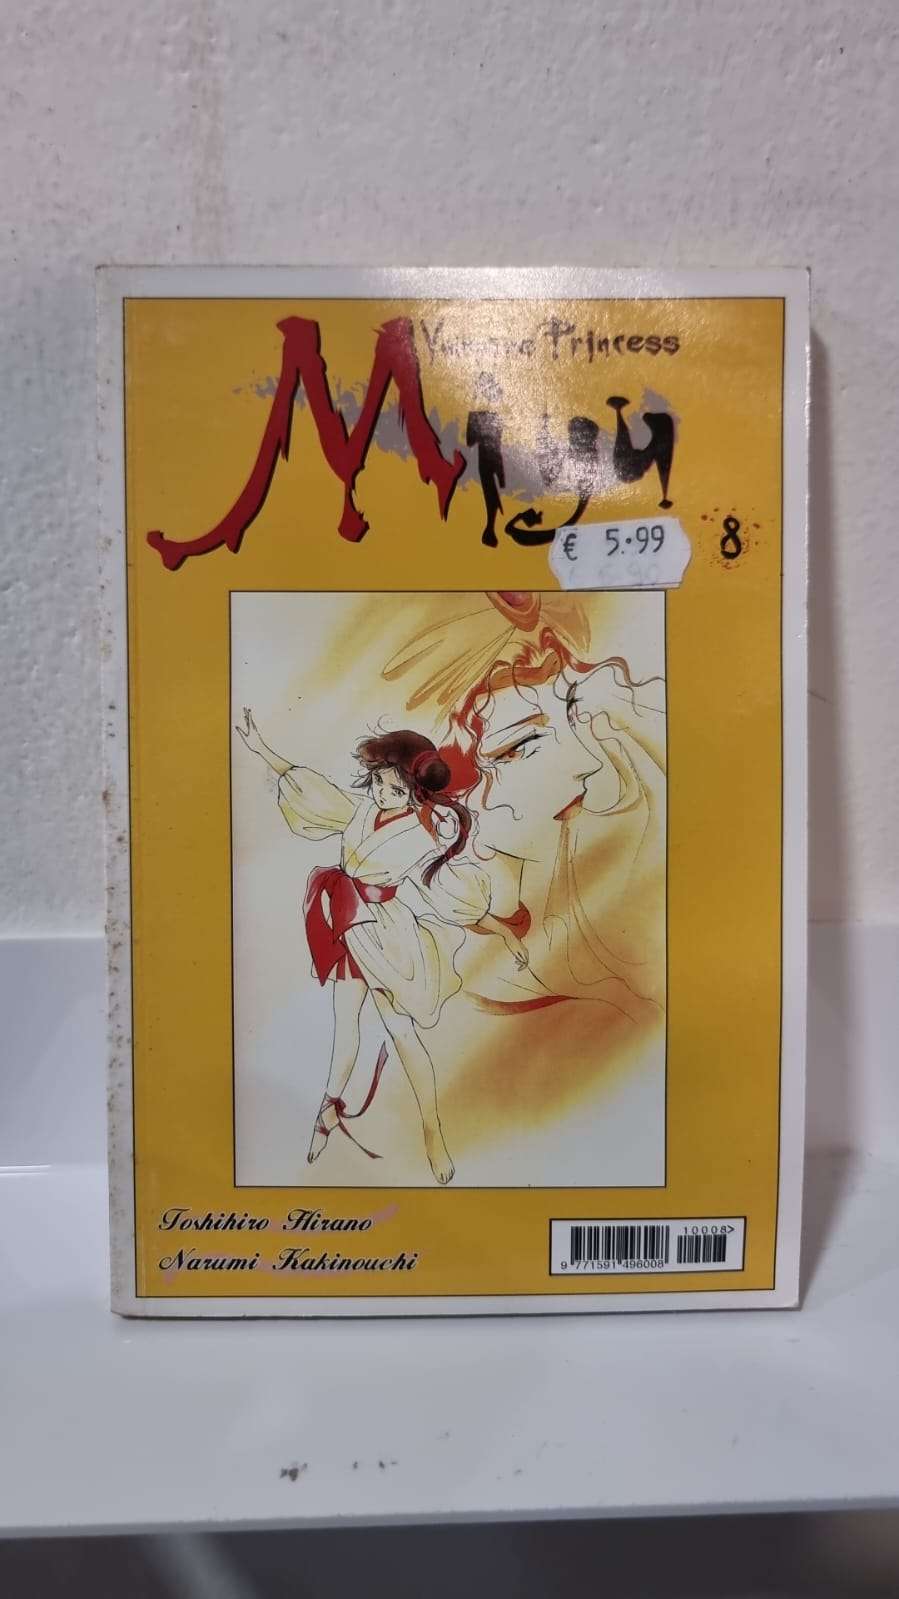 Vampire Princess
Miyu
€ 5.99
8
Toshihiro Hirano
Narumi Kakinouchi
10008>
9 771591 496008